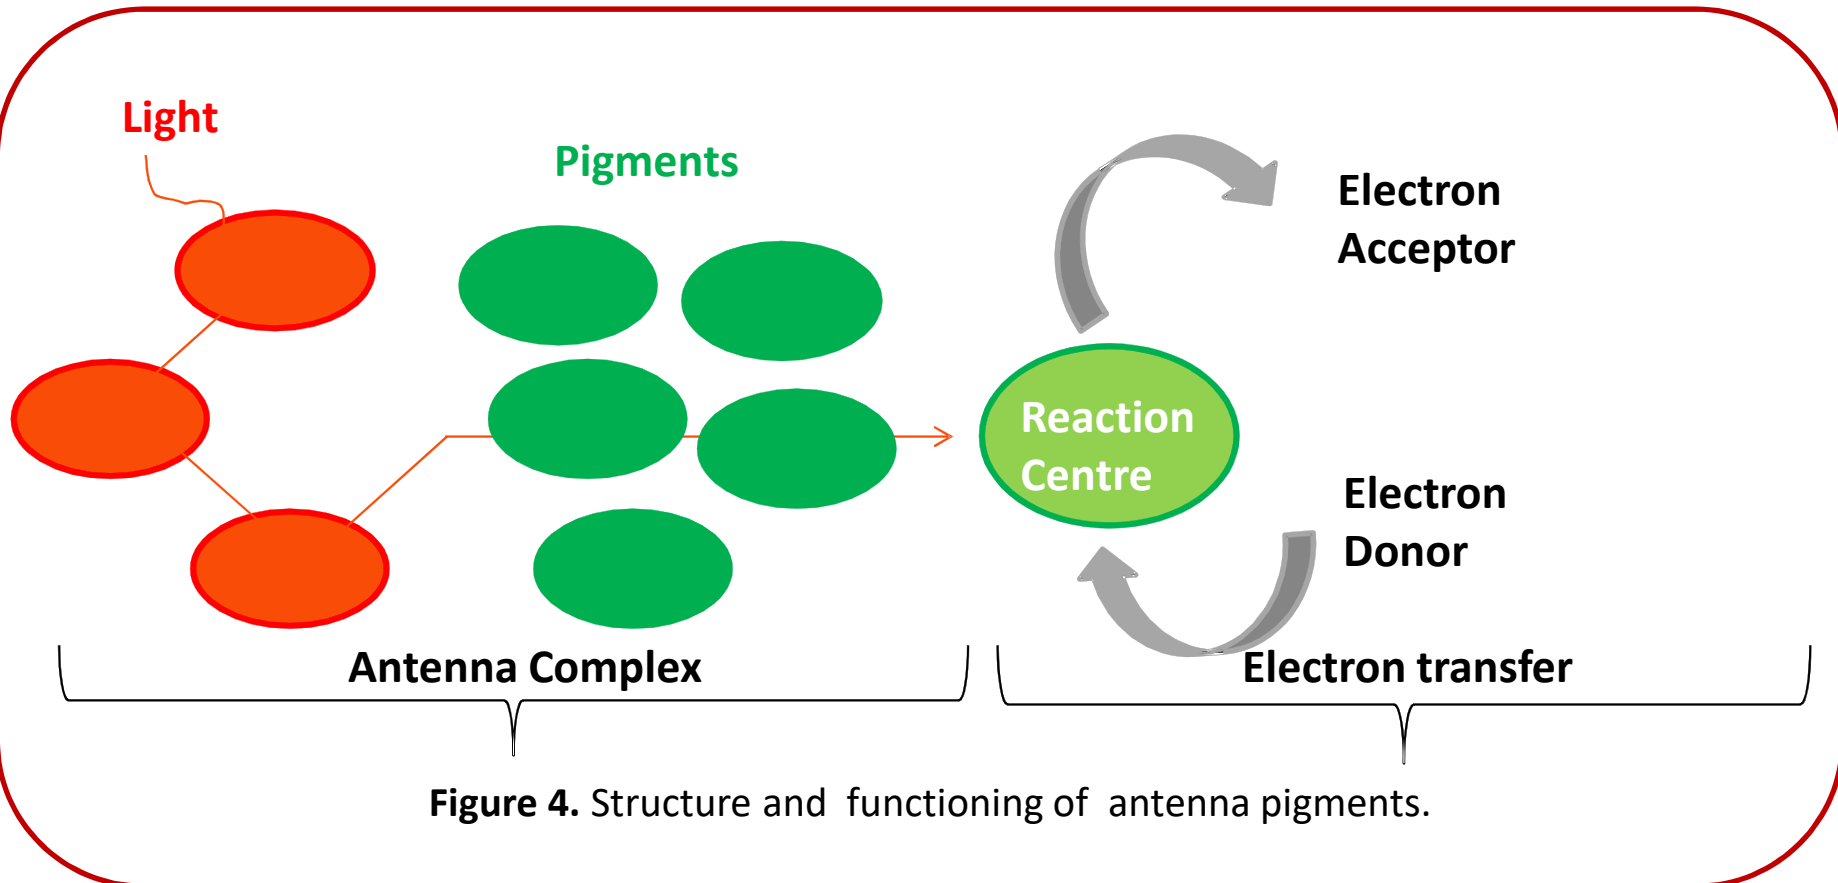 Light
Pigments
Electron
Acceptor
Reaction
Centre
Electron
Donor
Antenna Complex
Electron transfer
Figure 4. Structure and functioning of antenna pigments.